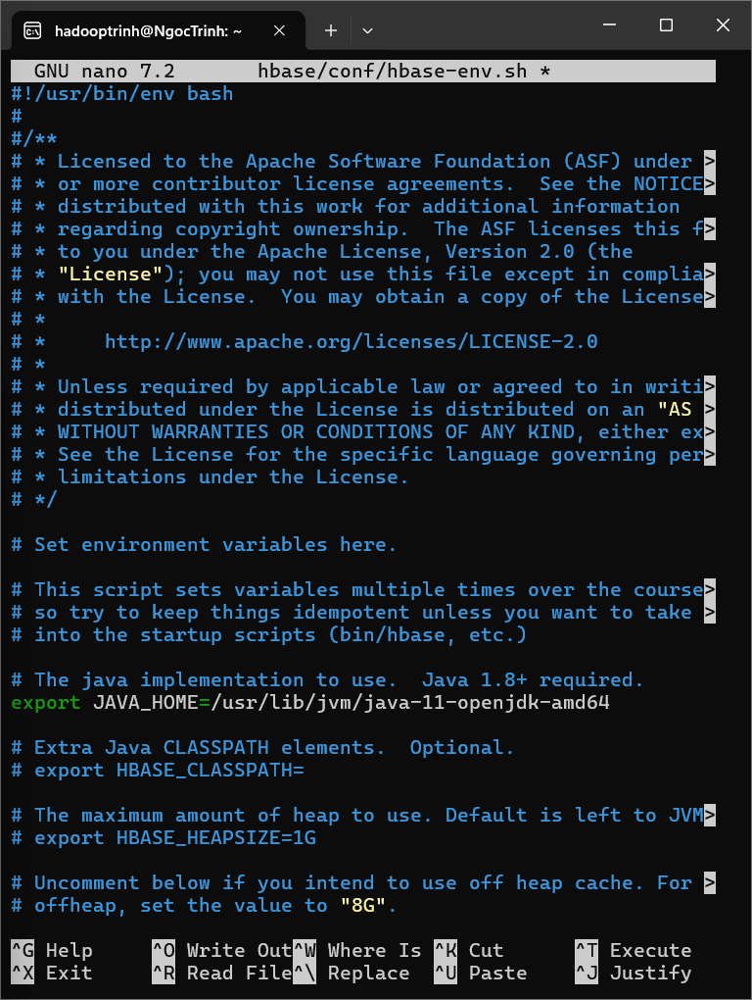 hadooptrinh@NgocTrinh: ~
GNU nano 7.2 hbase/conf/hbase-env.sh *
#!/usr/bin/env bash
#
#/**
# * Licensed to the Apache Software Foundation (ASF) under >
# * or more contributor license agreements.  See the NOTICE>
# * distributed with this work for additional information
# * regarding copyright ownership.  The ASF licenses this f>
# * to you under the Apache License, Version 2.0 (the
# * "License"); you may not use this file except in complia>
# * with the License.  You may obtain a copy of the License>
# *
# *     http://www.apache.org/licenses/LICENSE-2.0
# *
# * Unless required by applicable law or agreed to in writi>
# * distributed under the License is distributed on an "AS >
# * WITHOUT WARRANTIES OR CONDITIONS OF ANY KIND, either ex>
# * See the License for the specific language governing per>
# * limitations under the License.
# */
# Set environment variables here.
# This script sets variables multiple times over the course>
# so try to keep things idempotent unless you want to take >
# into the startup scripts (bin/hbase, etc.)
# The java implementation to use.  Java 1.8+ required.
export JAVA_HOME=/usr/lib/jvm/java-11-openjdk-amd64
# Extra Java CLASSPATH elements.  Optional.
# export HBASE_CLASSPATH=
# The maximum amount of heap to use. Default is left to JVM>
# export HBASE_HEAPSIZE=1G
# Uncomment below if you intend to use off heap cache. For >
# offheap, set the value to "8G".
^G Help ^O Write Out ^W Where Is ^K Cut ^T Execute
^X Exit ^R Read File ^\ Replace ^U Paste ^J Justify